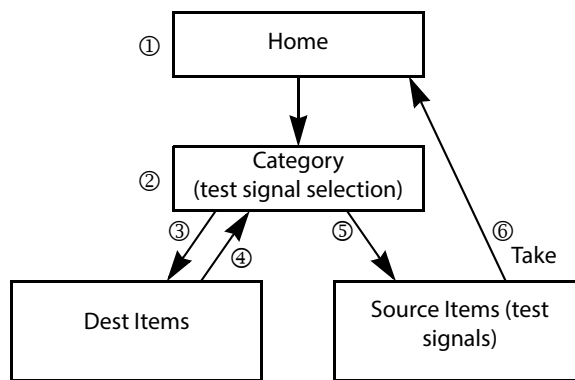 ① Home
Category
② (test signal selection)
③ ④ ⑤ ⑥
Take
Dest Items
Source Items (test
signals)